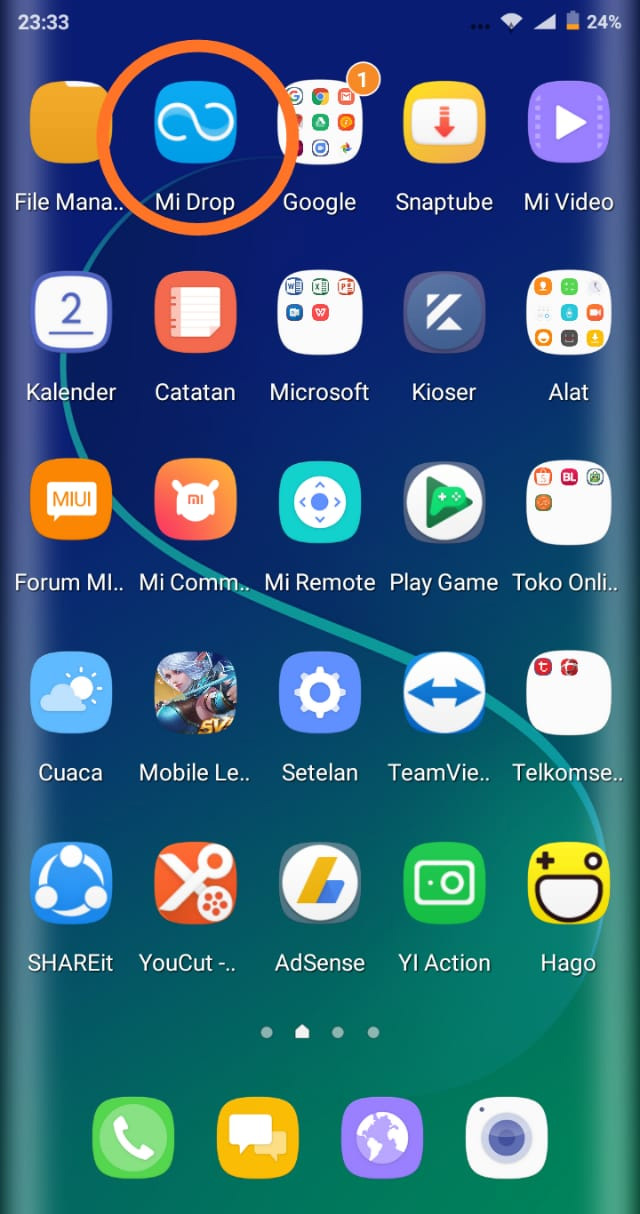 23:33
24%
1
File Mana..
Mi Drop
Google
Snaptube
Mi Video
2
Kalender
Catatan
Microsoft
Kioser
Alat
MIUI
mi
BL
Forum MI..
Mi Comm..
Mi Remote
Play Game
Toko Onli..
Cuaca
Mobile Le..
Setelan
TeamVie..
Telkomse..
SHAREit
YouCut -..
AdSense
YI Action
Hago